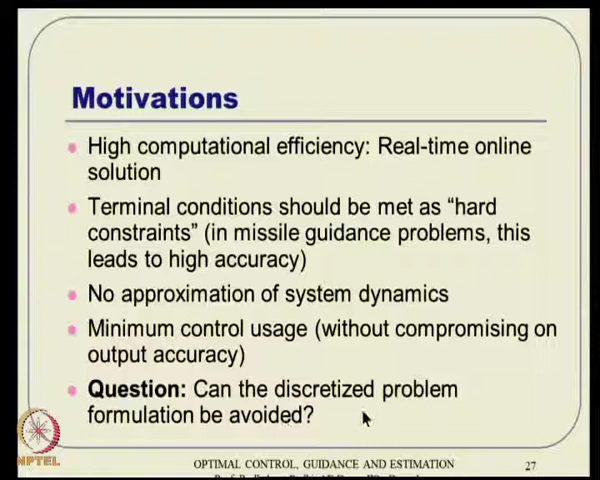 Motivations
High computational efficiency: Real-time online
solution
Terminal conditions should be met as “hard
constraints” (in missile guidance problems, this
leads to high accuracy)
No approximation of system dynamics
Minimum control usage (without compromising on
output accuracy)
Question: Can the discretized problem
formulation be avoided?
NPTEL
OPTIMAL CONTROL, GUIDANCE AND ESTIMATION
27